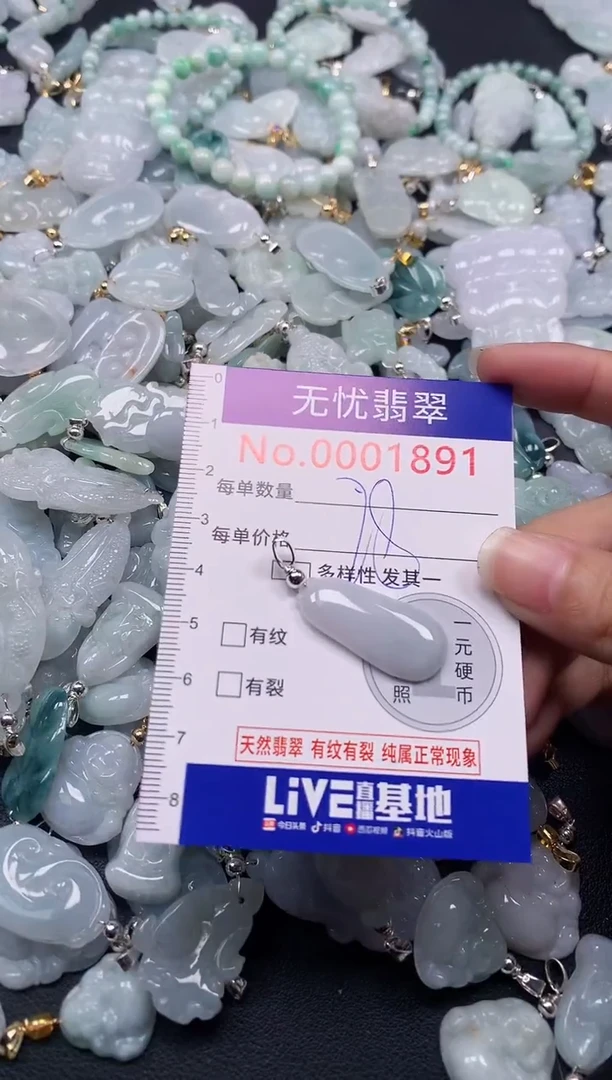 0
无忧翡翠
1
No.0001891
2
每单数量
3
每单价格
4
多样性 发其一
一元硬币
5
有纹
照
6
有裂
7
天然翡翠 有纹有裂 纯属正常现象
8
LiVE直播基地
今日头条 抖音 西瓜视频 抖音火山版